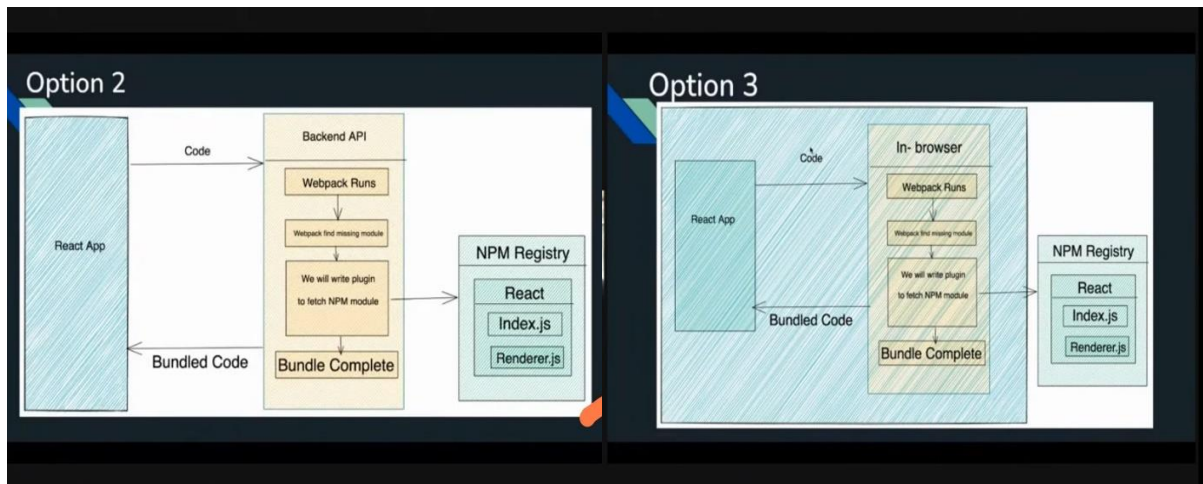 Option 2
React App
Code
Bundled Code
Backend API
Webpack Runs
Webpack find missing module
We will write plugin
to fetch NPM module
Bundle Complete
NPM Registry
React
Index.js
Renderer.js
Option 3
React App
Code
Bundled Code
In- browser
Webpack Runs
Webpack find missing module
We will write plugin
to fetch NPM module
Bundle Complete
NPM Registry
React
Index.js
Renderer.js